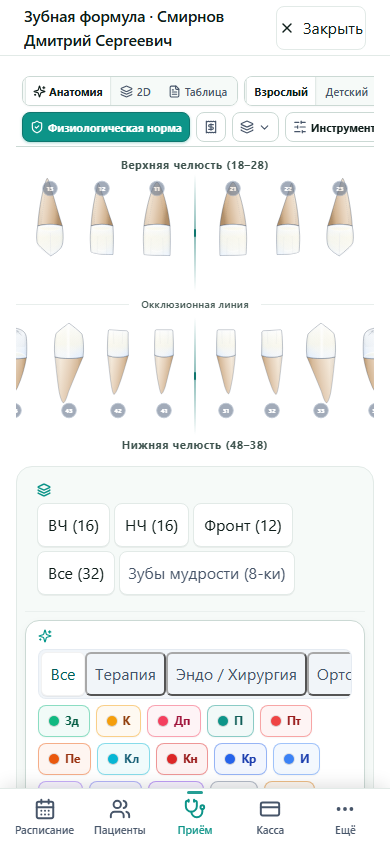 Зубная формула · Смирнов
Дмитрий Сергеевич
Закрыть
Анатомия
2D
Таблица
Взрослый
Детский
Физиологическая норма
Инструмент
Верхняя челюсть (18–28)
13 12 11 21 22 23
Окклюзионная линия
43 42 41 31 32 33
Нижняя челюсть (48–38)
ВЧ (16)
НЧ (16)
Фронт (12)
Все (32)
Зубы мудрости (8-ки)
Все
Терапия
Эндо / Хирургия
Орто
Зд
К
Дп
П
Пт
Пе
Кл
Кн
Кр
И
Расписание
Пациенты
Приём
Касса
Ещё